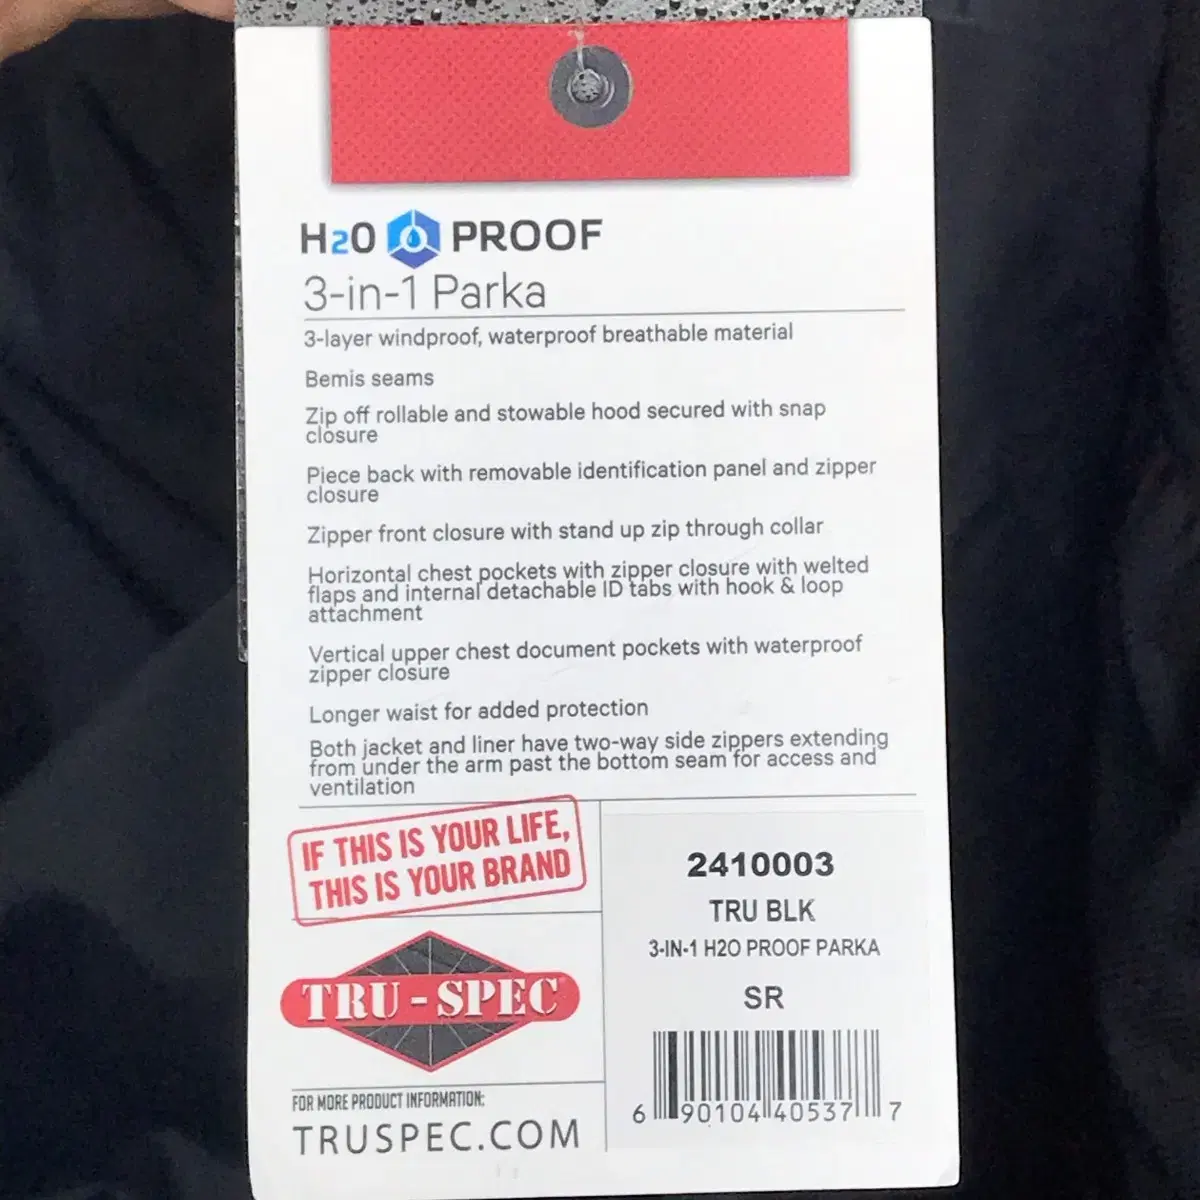 H2O PROOF
3-in-1 Parka
3-layer windproof, waterproof breathable material
Bemis seams
Zip off rollable and stowable hood secured with snap
closure
Piece back with removable identification panel and zipper
closure
Zipper front closure with stand up zip through collar
Horizontal chest pockets with zipper closure with welted
flaps and internal detachable ID tabs with hook & loop
attachment
Vertical upper chest document pockets with waterproof
zipper closure
Longer waist for added protection
Both jacket and liner have two-way side zippers extending
from under the arm past the bottom seam for access and
ventilation
IF THIS IS YOUR LIFE,
THIS IS YOUR BRAND
TRU-SPEC
FOR MORE PRODUCT INFORMATION:
TRUSPEC.COM
2410003
TRU BLK
3-IN-1 H2O PROOF PARKA
SR
6 90104 40537 7